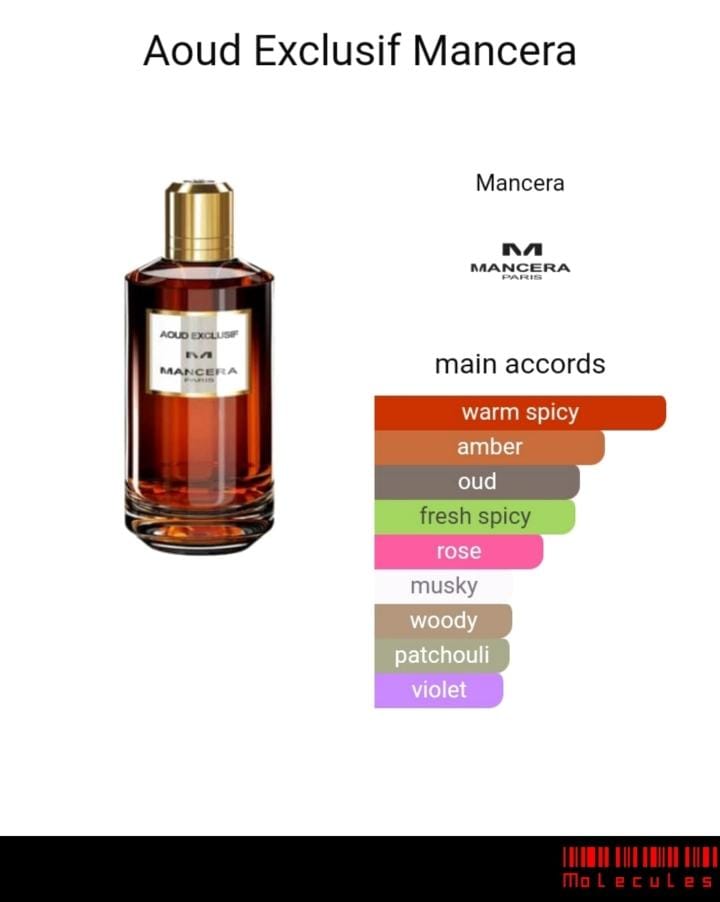 Aoud Exclusif Mancera
Mancera
M
MANCERA
PARIS
AOUD EXCLUSIF
M
MANCERA
PARIS
main accords
warm spicy
amber
oud
fresh spicy
rose
musky
woody
patchouli
violet
Molecules